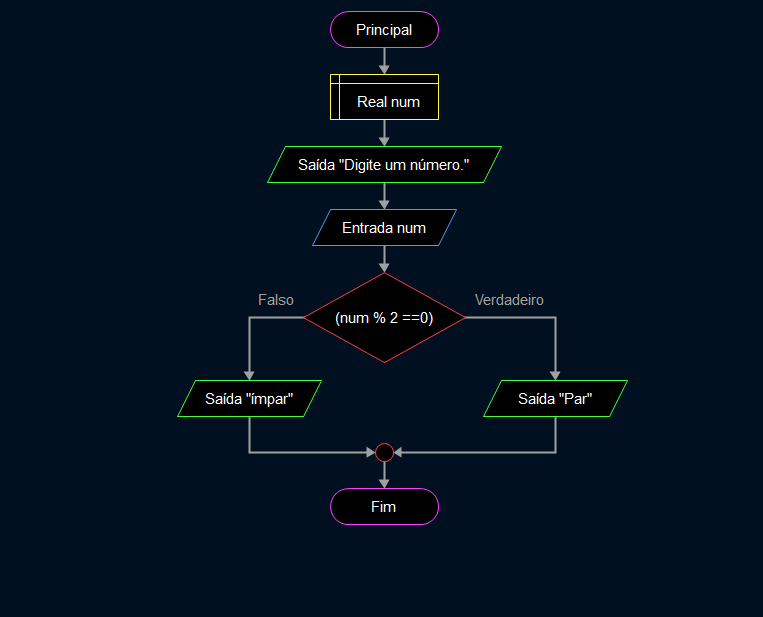 Principal
Real num
Saída "Digite um número."
Entrada num
Falso
Verdadeiro
(num % 2 ==0)
Saída "ímpar"
Saída "Par"
Fim